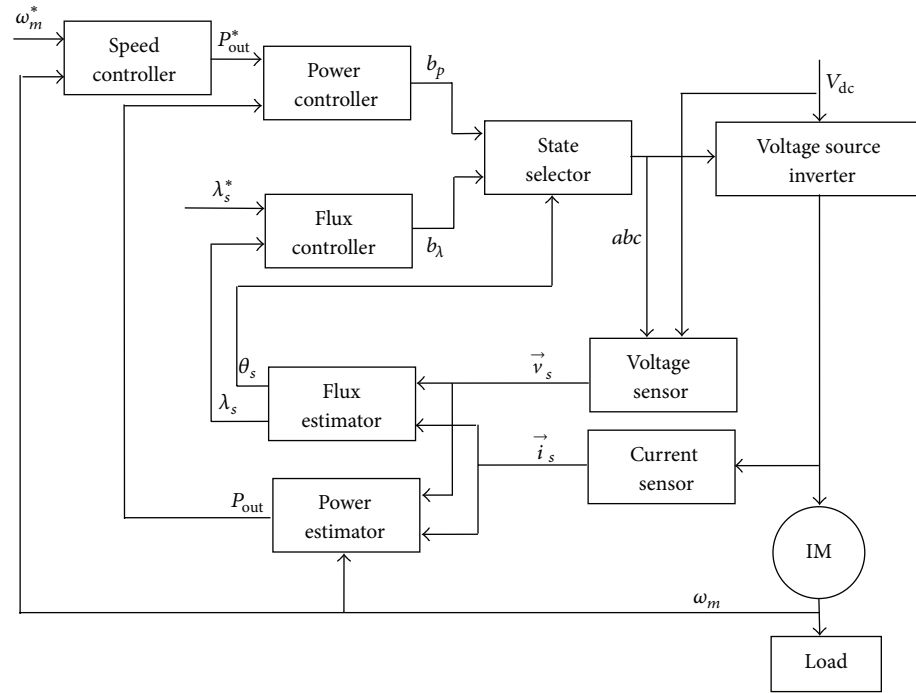 ω*m
Speed
controller
P*out
Power
controller
bp
Vdc
State
selector
Voltage source
inverter
λ*s
Flux
controller
bλ
abc
θs
λs
Flux
estimator
v⃗s
Voltage
sensor
i⃗s
Current
sensor
Pout
Power
estimator
IM
ωm
Load